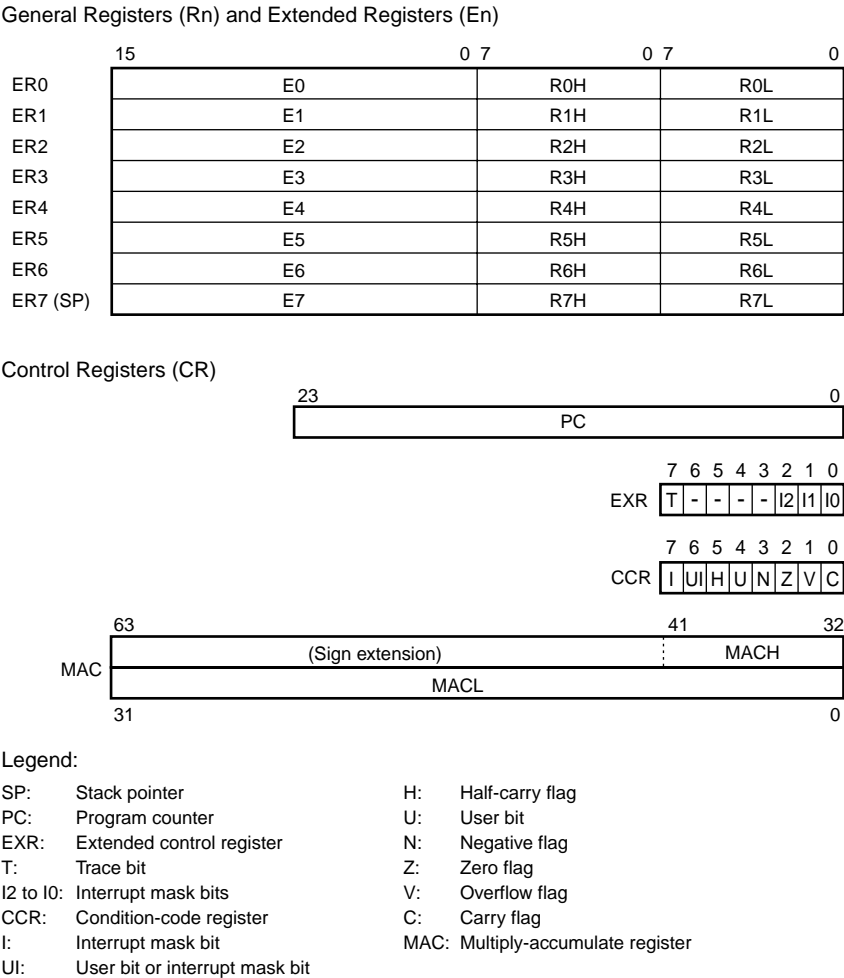 General Registers (Rn) and Extended Registers (En)
15 0 7 0 7 0
ER0 E0 R0H R0L
ER1 E1 R1H R1L
ER2 E2 R2H R2L
ER3 E3 R3H R3L
ER4 E4 R4H R4L
ER5 E5 R5H R5L
ER6 E6 R6H R6L
ER7 (SP) E7 R7H R7L
Control Registers (CR)
23 0
PC
7 6 5 4 3 2 1 0
EXR T - - - - I2 I1 I0
7 6 5 4 3 2 1 0
CCR I UI H U N Z V C
63 41 32
(Sign extension) MACH
MAC
MACL
31 0
Legend:
SP: Stack pointer
PC: Program counter
EXR: Extended control register
T: Trace bit
I2 to I0: Interrupt mask bits
CCR: Condition-code register
I: Interrupt mask bit
UI: User bit or interrupt mask bit
H: Half-carry flag
U: User bit
N: Negative flag
Z: Zero flag
V: Overflow flag
C: Carry flag
MAC: Multiply-accumulate register